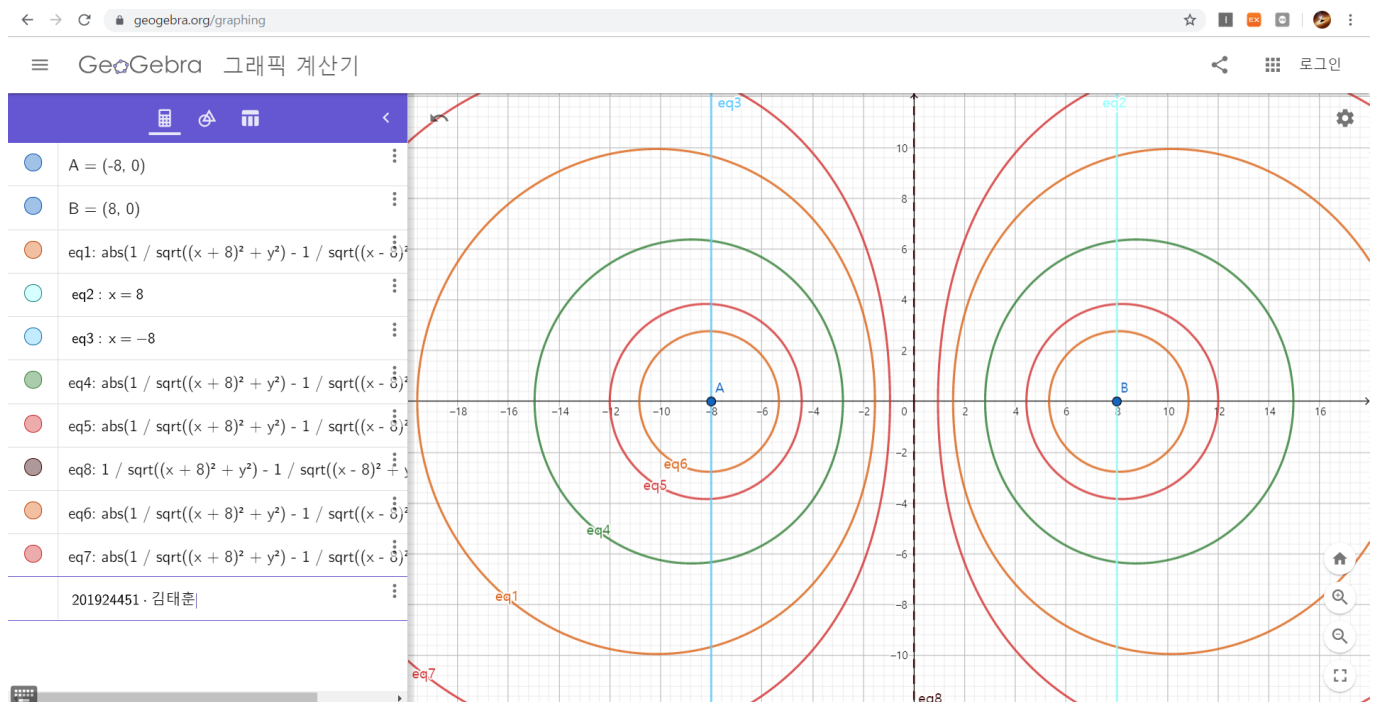 geogebra.org/graphing
GeoGebra 그래픽 계산기
로그인
A = (-8, 0)
B = (8, 0)
eq1: abs(1 / sqrt((x + 8)² + y²) - 1 / sqrt((x - 8)²
eq2 : x = 8
eq3 : x = −8
eq4: abs(1 / sqrt((x + 8)² + y²) - 1 / sqrt((x - 8)²
eq5: abs(1 / sqrt((x + 8)² + y²) - 1 / sqrt((x - 8)²
eq8: 1 / sqrt((x + 8)² + y²) - 1 / sqrt((x - 8)² + y
eq6: abs(1 / sqrt((x + 8)² + y²) - 1 / sqrt((x - 8)²
eq7: abs(1 / sqrt((x + 8)² + y²) - 1 / sqrt((x - 8)²
201924451 · 김태훈
eq3
eq2
10
8
6
4
2
A
B
−18 −16 −14 −12 −10 −8 −6 −4 −2 0 2 4 6 8 10 12 14 16
−2
−4
−6
−8
−10
eq6
eq5
eq4
eq1
eq7
eq8